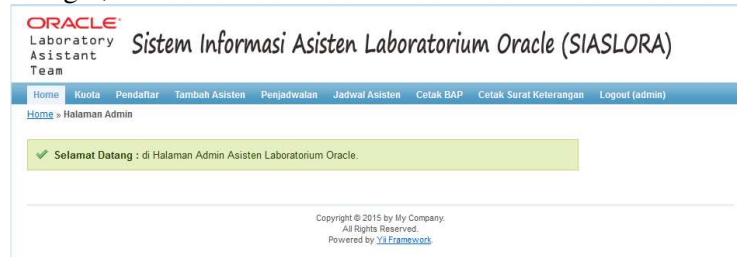 ORACLE
Laboratory
Assistant
Team
Sistem Informasi Asisten Laboratorium Oracle (SIASLORA)
Home Kuota Pendaftar Tambah Asisten Penjadwalan Jadwal Asisten Cetak BAP Cetak Surat Keterangan Logout (admin)
Home » Halaman Admin
Selamat Datang : di Halaman Admin Asisten Laboratorium Oracle.
Copyright © 2015 by My Company.
All Rights Reserved.
Powered by Yii Framework.